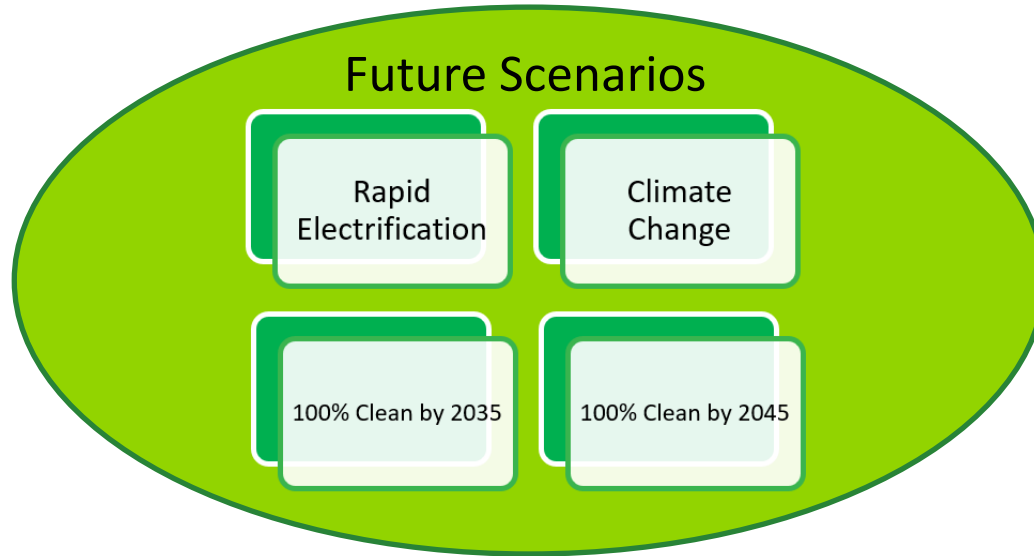 Future Scenarios
Rapid
Electrification
Climate
Change
100% Clean by 2035
100% Clean by 2045